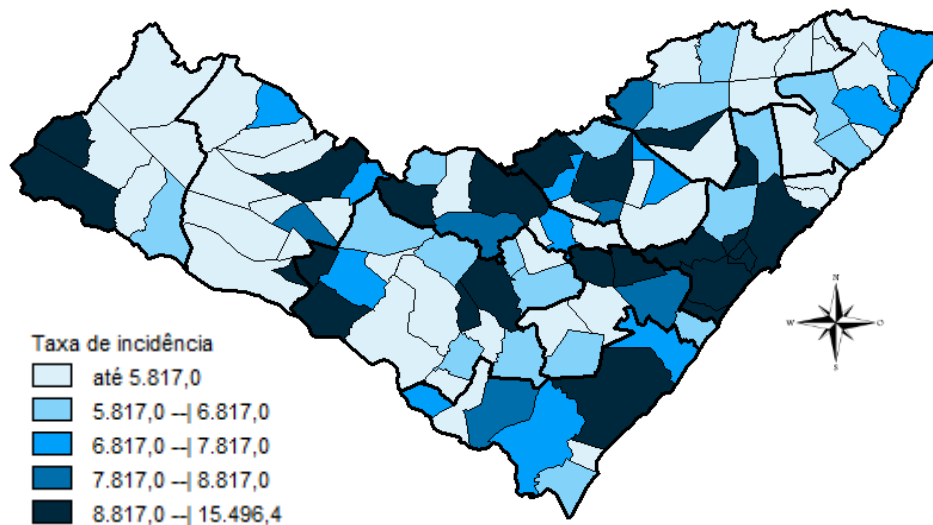 Taxa de incidência
até 5.817,0
5.817,0 --| 6.817,0
6.817,0 --| 7.817,0
7.817,0 --| 8.817,0
8.817,0 --| 15.496,4
N
W
O
S